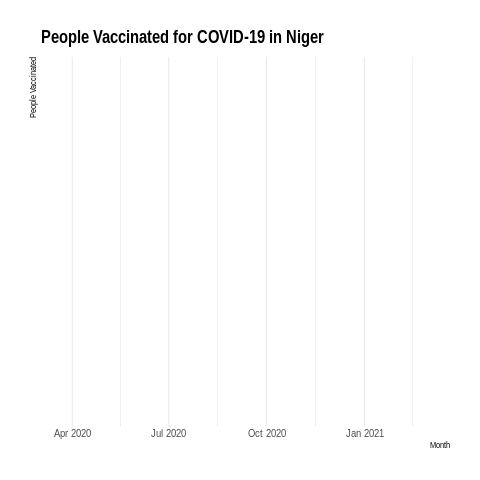 People Vaccinated for COVID-19 in Niger
People Vaccinated
Apr 2020
Jul 2020
Oct 2020
Jan 2021
Month